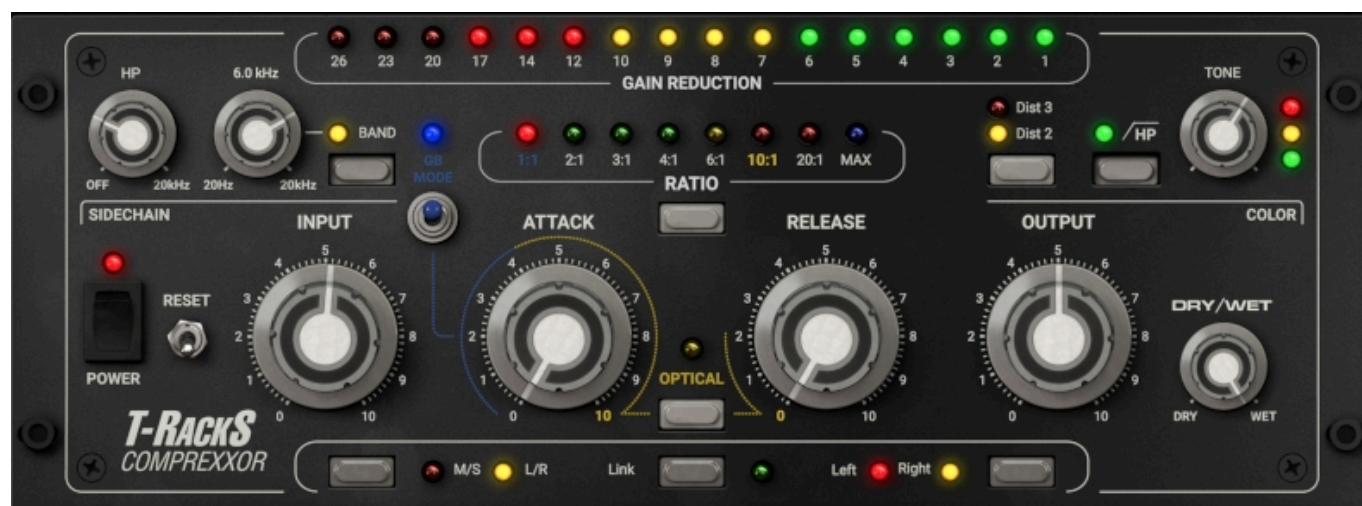 26 23 20 17 14 12 10 9 8 7 6 5 4 3 2 1
GAIN REDUCTION
HP
6.0 kHz
TONE
BAND
Dist 3
Dist 2
/HP
OFF 20kHz 20Hz 20kHz
GB
MODE
1:1 2:1 3:1 4:1 6:1 10:1 20:1 MAX
RATIO
SIDECHAIN
COLOR
INPUT
ATTACK
RELEASE
OUTPUT
0 1 2 3 4 5 6 7 8 9 10
0 1 2 3 4 5 6 7 8 9 10
0 1 2 3 4 5 6 7 8 9 10
0 1 2 3 4 5 6 7 8 9 10
RESET
POWER
OPTICAL
DRY/WET
DRY WET
T-RackS
COMPREXXOR
M/S L/R Link Left Right